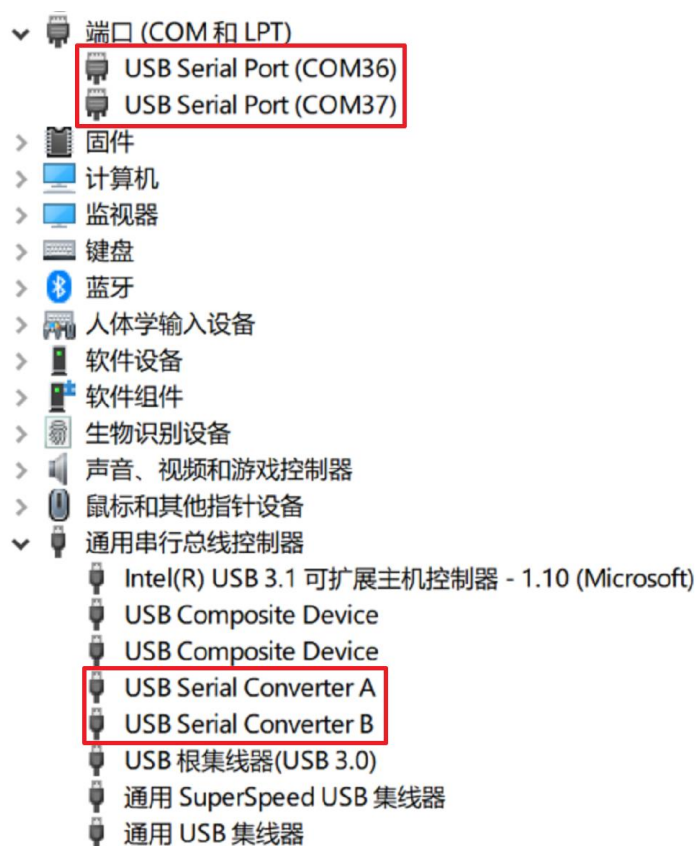 端口 (COM 和 LPT)
USB Serial Port (COM36)
USB Serial Port (COM37)
固件
计算机
监视器
键盘
蓝牙
人体学输入设备
软件设备
软件组件
生物识别设备
声音、视频和游戏控制器
鼠标和其他指针设备
通用串行总线控制器
Intel(R) USB 3.1 可扩展主机控制器 - 1.10 (Microsoft)
USB Composite Device
USB Composite Device
USB Serial Converter A
USB Serial Converter B
USB 根集线器(USB 3.0)
通用 SuperSpeed USB 集线器
通用 USB 集线器